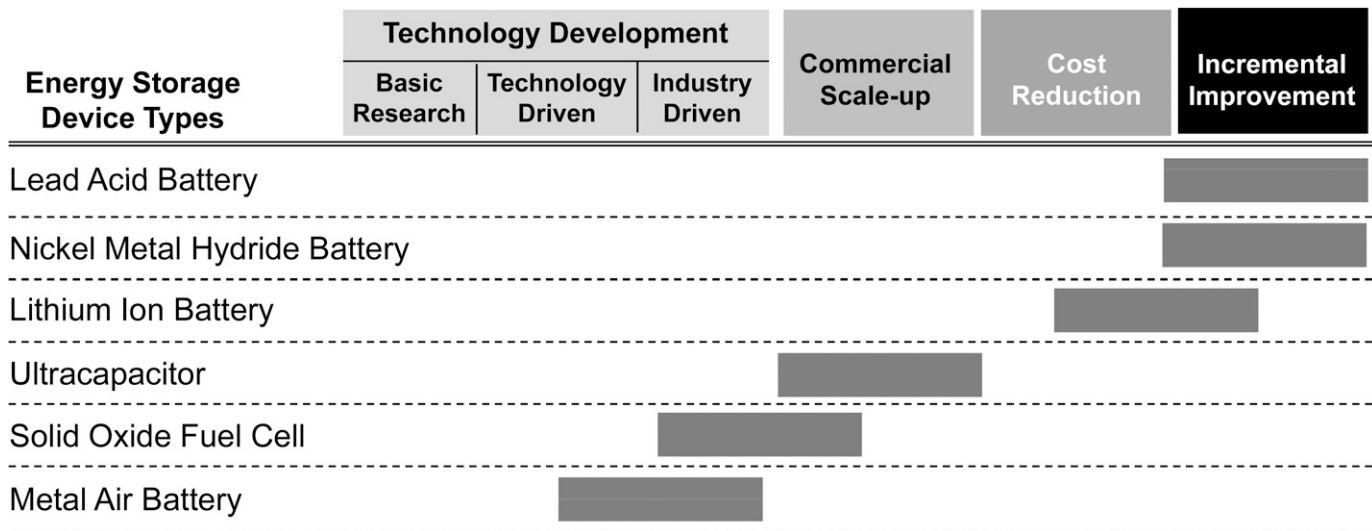 Energy Storage
Device Types
Technology Development
Basic
Research
Technology
Driven
Industry
Driven
Commercial
Scale-up
Cost
Reduction
Incremental
Improvement
Lead Acid Battery
Nickel Metal Hydride Battery
Lithium Ion Battery
Ultracapacitor
Solid Oxide Fuel Cell
Metal Air Battery